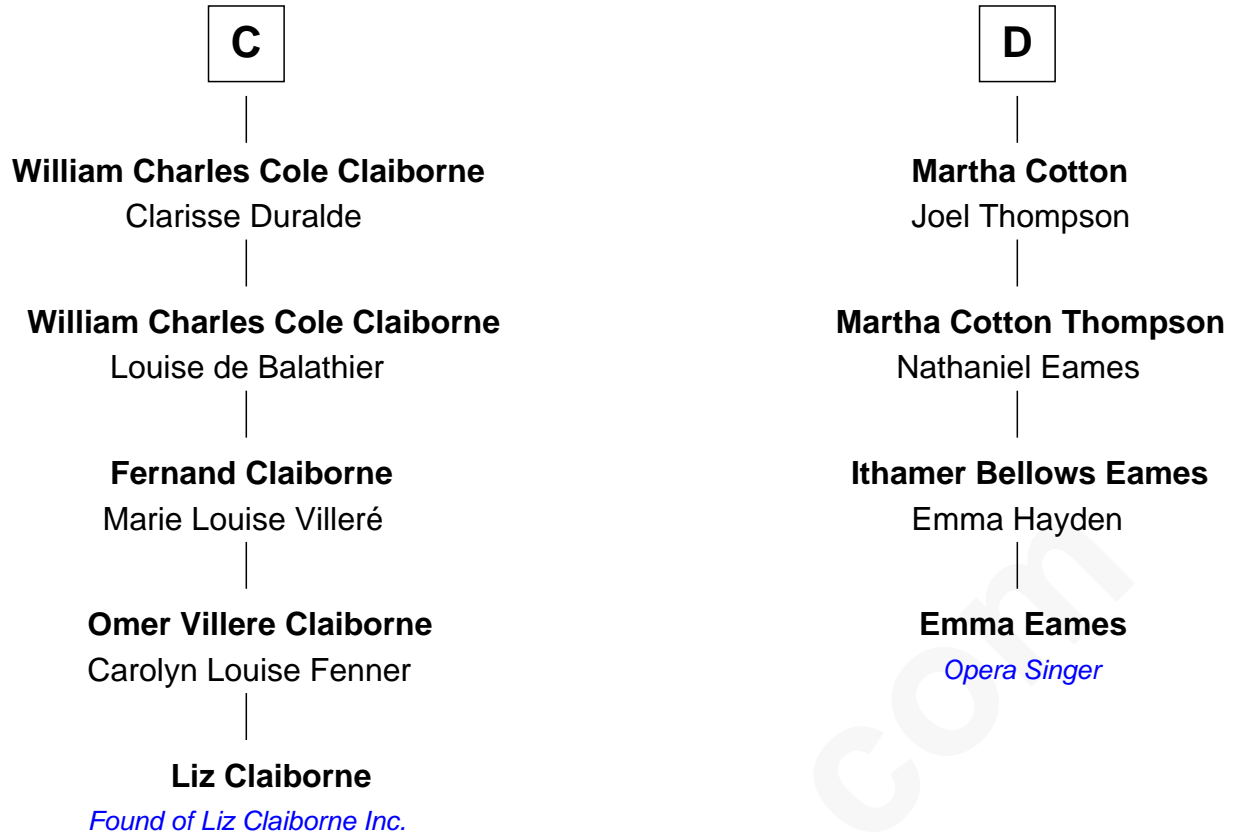 C
William Charles Cole Claiborne
Clarisse Duralde
William Charles Cole Claiborne
Louise de Balathier
Fernand Claiborne
Marie Louise Villeré
Omer Villere Claiborne
Carolyn Louise Fenner
Liz Claiborne
Found of Liz Claiborne Inc.
D
Martha Cotton
Joel Thompson
Martha Cotton Thompson
Nathaniel Eames
Ithamer Bellows Eames
Emma Hayden
Emma Eames
Opera Singer
com